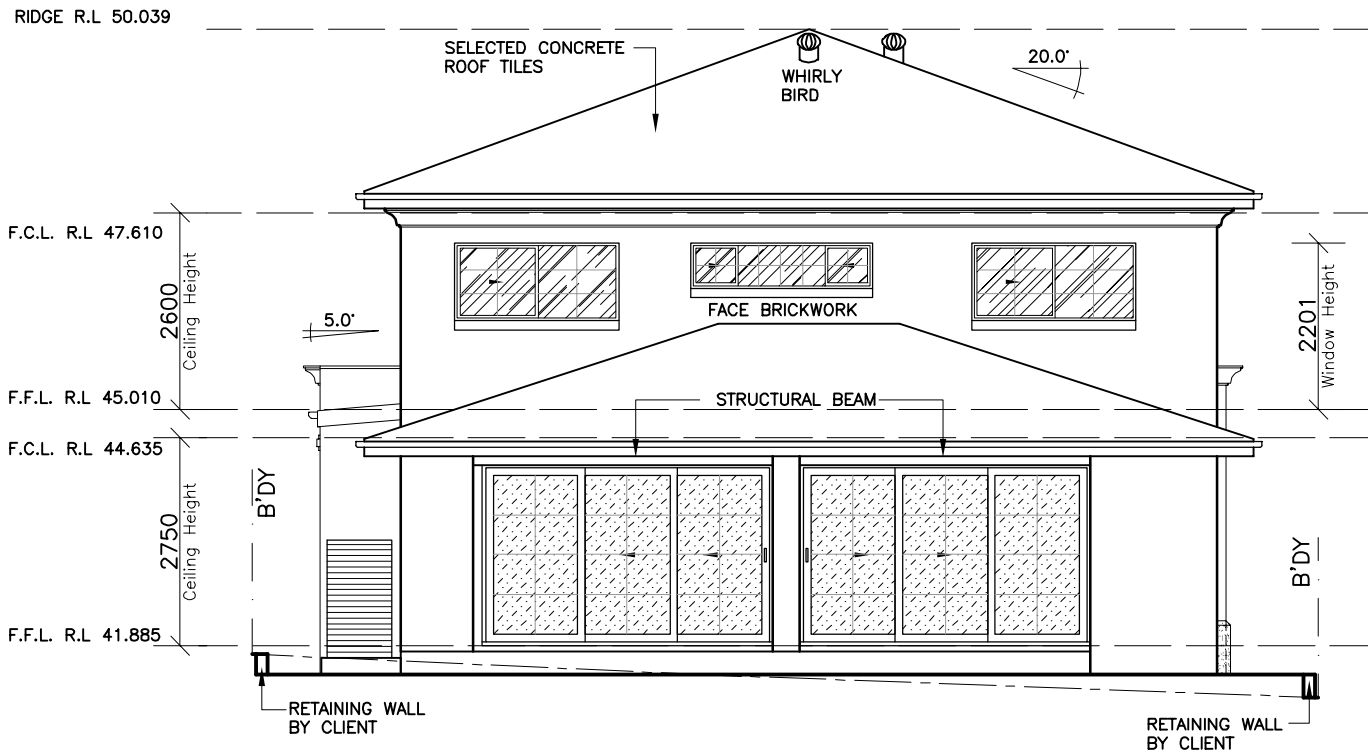 RIDGE R.L 50.039
SELECTED CONCRETE
ROOF TILES
WHIRLY
BIRD
20.0°
F.C.L. R.L 47.610
2600
Ceiling Height
5.0°
FACE BRICKWORK
2201
Window Height
F.F.L. R.L 45.010
STRUCTURAL BEAM
F.C.L. R.L 44.635
2750
Ceiling Height
B'DY
B'DY
F.F.L. R.L 41.885
RETAINING WALL
BY CLIENT
RETAINING WALL
BY CLIENT